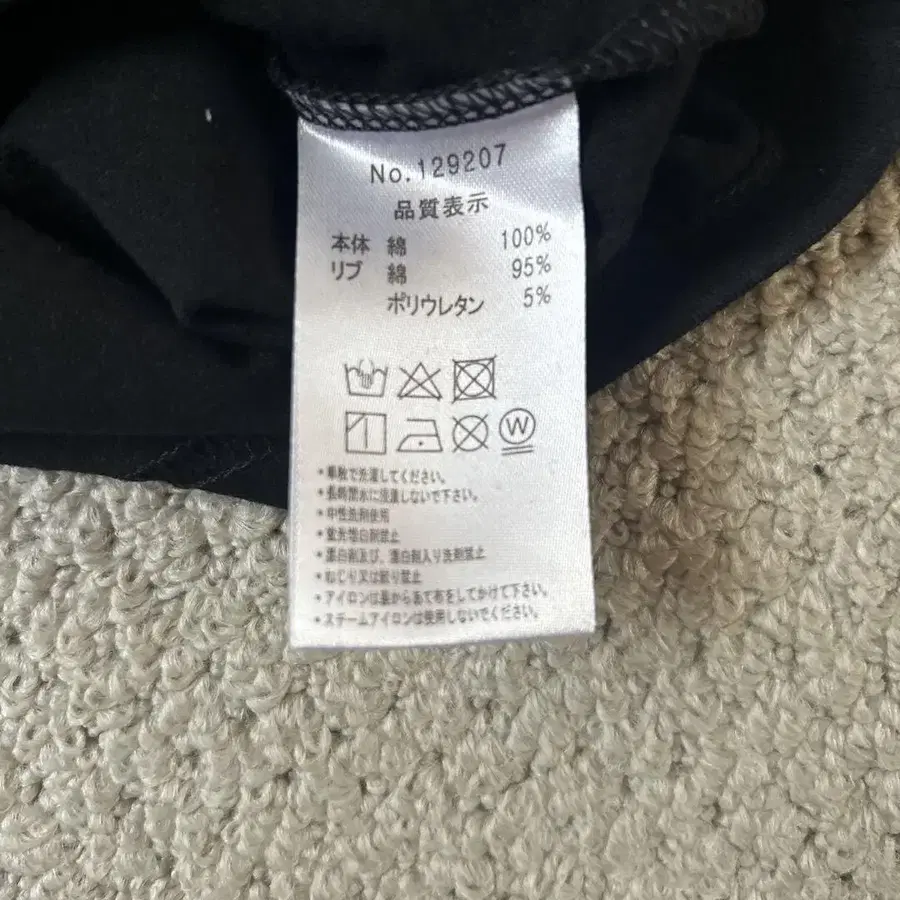 No.129207
品質表示
本体 綿 100%
リブ 綿 95%
ポリウレタン 5%
W
•単独で洗濯してください。
•長時間水に浸漬しないで下さい。
•中性洗剤使用
•蛍光増白剤禁止
•漂白剤及び、漂白剤入り洗剤禁止
•ねじり又は絞り禁止
•アイロンは裏からあて布をしてかけて下さい。
•スチームアイロンは使用しないでください。